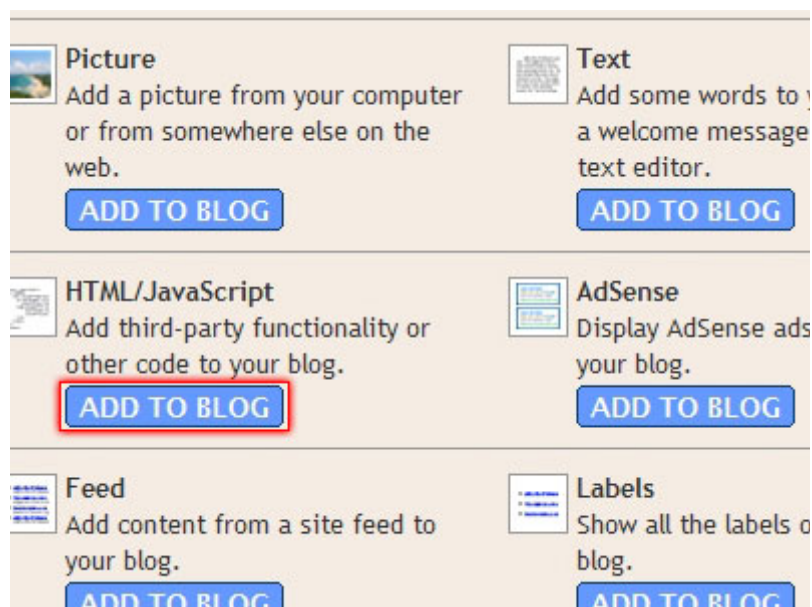 Picture
Add a picture from your computer
or from somewhere else on the
web.
ADD TO BLOG
Text
Add some words to
a welcome message
text editor.
ADD TO BLOG
HTML/JavaScript
Add third-party functionality or
other code to your blog.
ADD TO BLOG
AdSense
Display AdSense ads
your blog.
ADD TO BLOG
Feed
Add content from a site feed to
your blog.
ADD TO BLOG
Labels
Show all the labels
blog.
ADD TO BLOG